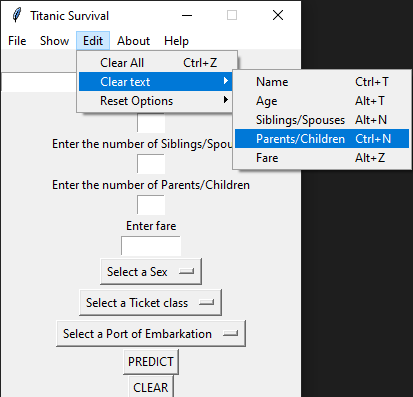 Titanic Survival
File Show Edit About Help
Clear All Ctrl+Z
Clear text
Reset Options
Name Ctrl+T
Age Alt+T
Siblings/Spouses Alt+N
Parents/Children Ctrl+N
Fare Alt+Z
Enter the number of Siblings/Spou
Enter the number of Parents/Children
Enter fare
Select a Sex
Select a Ticket class
Select a Port of Embarkation
PREDICT
CLEAR